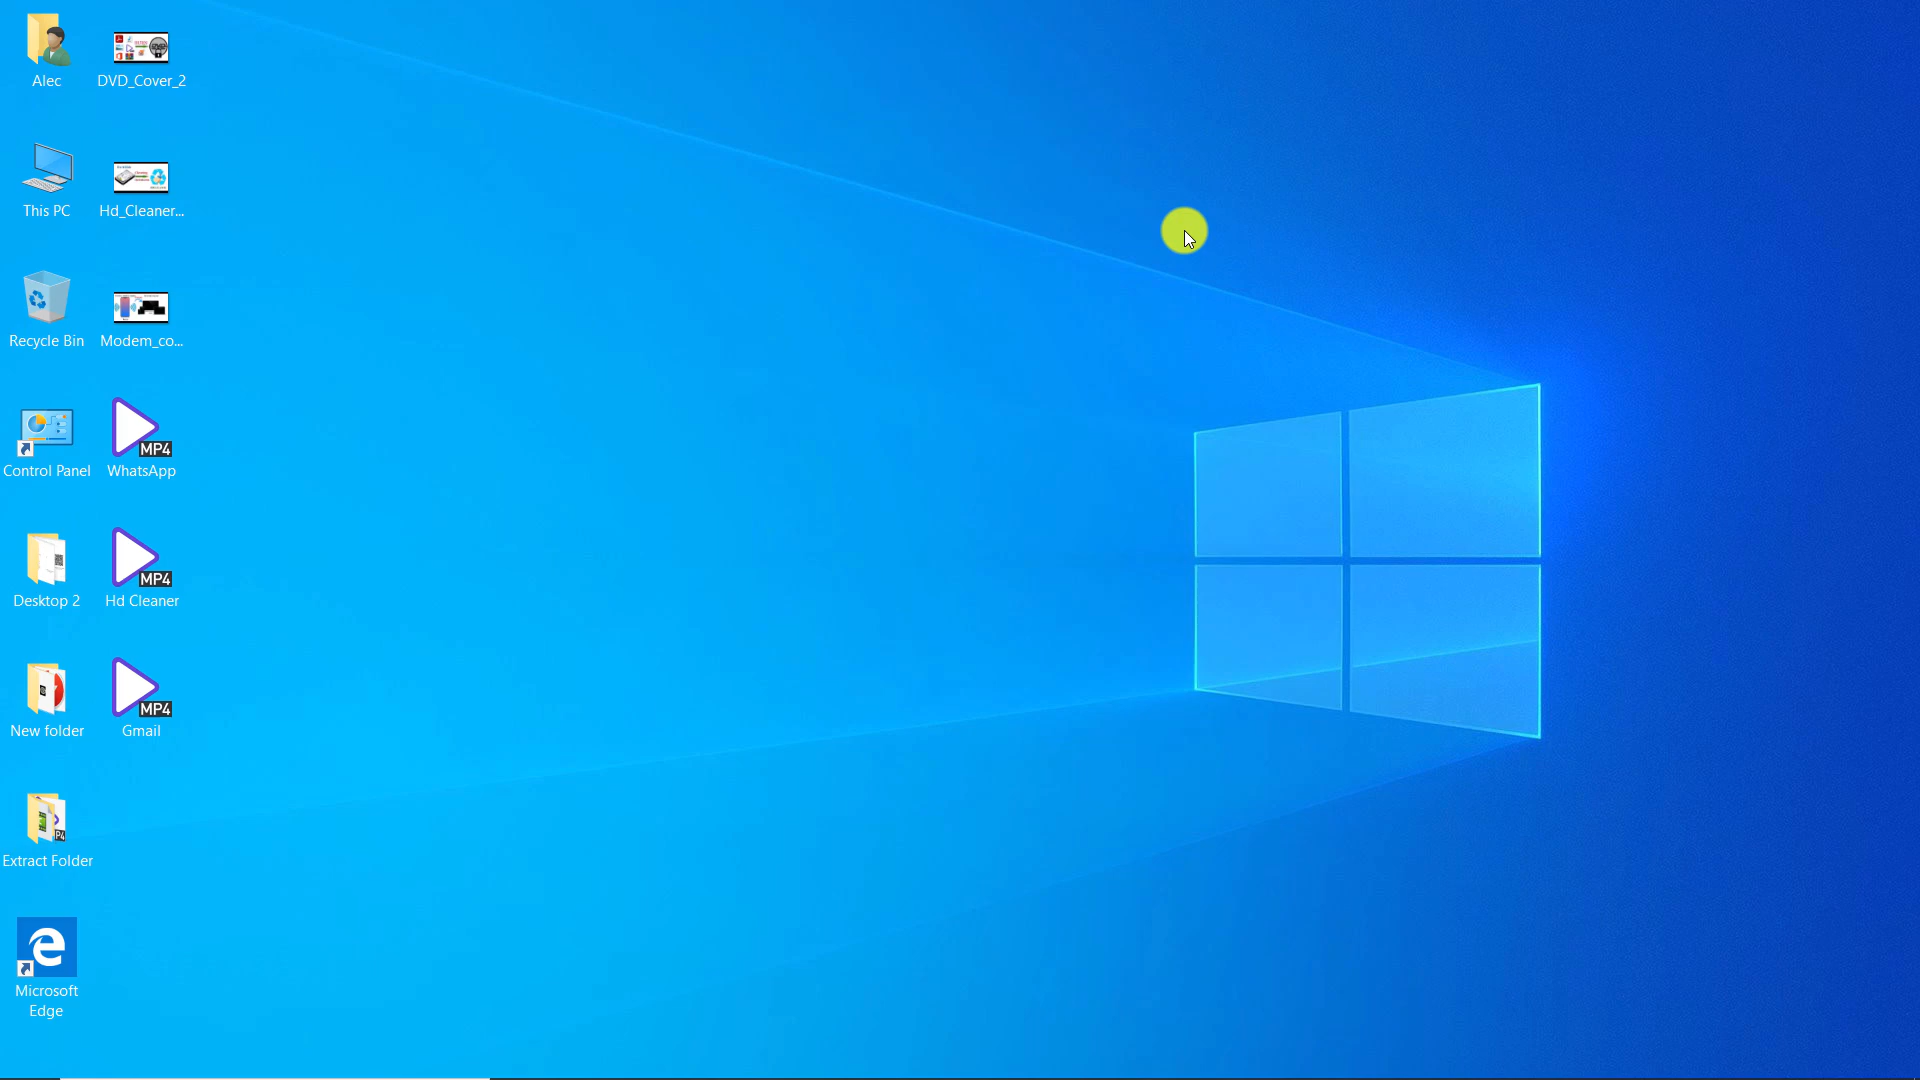 Alec
DVD_Cover_2
This PC
Hd_Cleaner...
Recycle Bin
Modem_co...
Control Panel
MP4
WhatsApp
Desktop 2
MP4
Hd Cleaner
New folder
MP4
Gmail
P4
Extract Folder
Microsoft
Edge